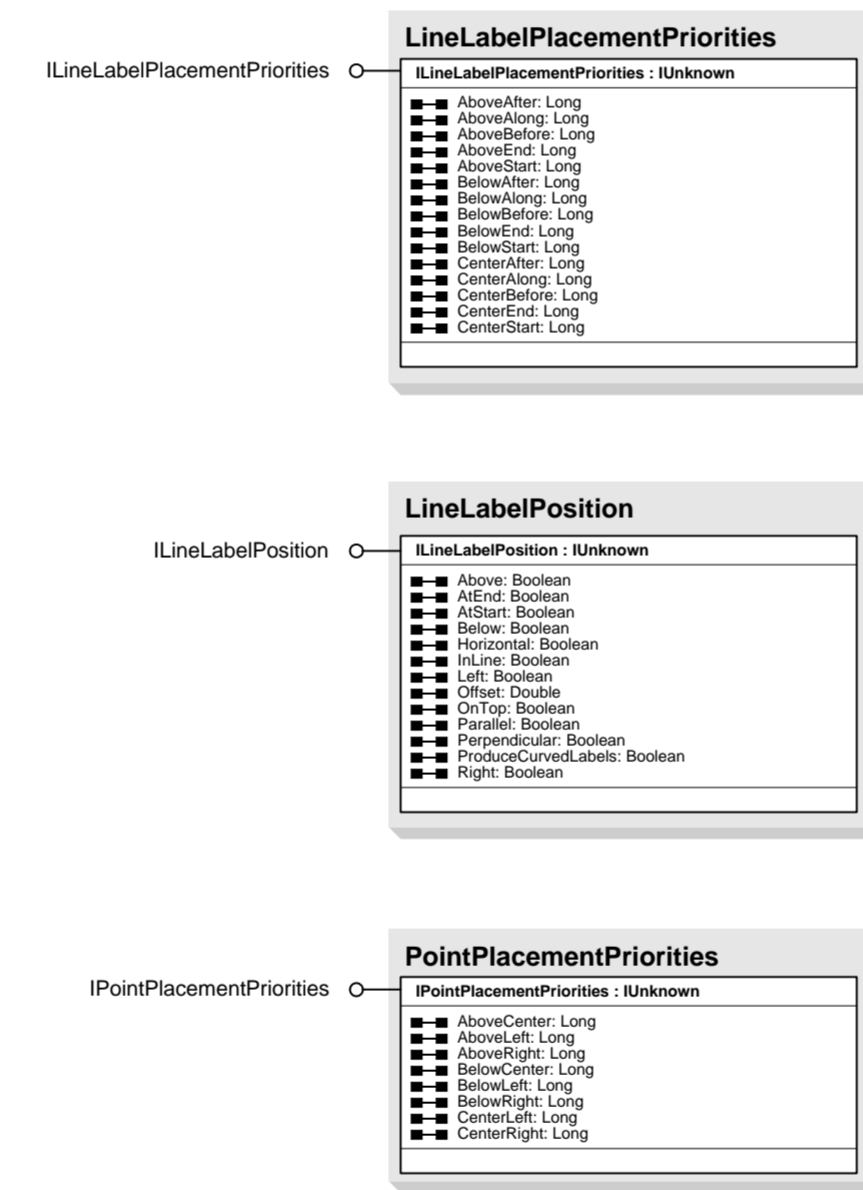 LineLabelPlacementPriorities
ILineLabelPlacementPriorities
ILineLabelPlacementPriorities : IUnknown
AboveAfter: Long
AboveAlong: Long
AboveBefore: Long
AboveEnd: Long
AboveStart: Long
BelowAfter: Long
BelowAlong: Long
BelowBefore: Long
BelowEnd: Long
BelowStart: Long
CenterAfter: Long
CenterAlong: Long
CenterBefore: Long
CenterEnd: Long
CenterStart: Long
LineLabelPosition
ILineLabelPosition
ILineLabelPosition : IUnknown
Above: Boolean
AtEnd: Boolean
AtStart: Boolean
Below: Boolean
Horizontal: Boolean
InLine: Boolean
Left: Boolean
Offset: Double
OnTop: Boolean
Parallel: Boolean
Perpendicular: Boolean
ProduceCurvedLabels: Boolean
Right: Boolean
PointPlacementPriorities
IPointPlacementPriorities
IPointPlacementPriorities : IUnknown
AboveCenter: Long
AboveLeft: Long
AboveRight: Long
BelowCenter: Long
BelowLeft: Long
BelowRight: Long
CenterLeft: Long
CenterRight: Long